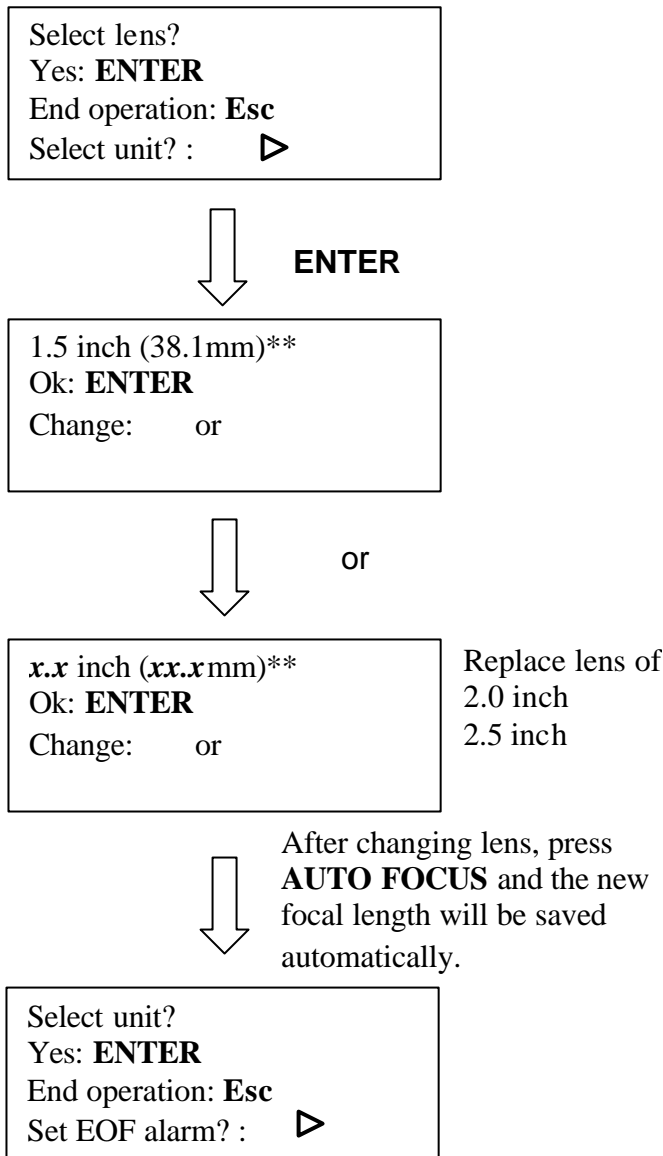 Select lens?
Yes: ENTER
End operation: Esc
Select unit? :
ENTER
1.5 inch (38.1mm)**
Ok: ENTER
Change: or
or
x.x inch (xx.xmm)**
Ok: ENTER
Change: or
Replace lens of
2.0 inch
2.5 inch
After changing lens, press
AUTO FOCUS and the new
focal length will be saved
automatically.
Select unit?
Yes: ENTER
End operation: Esc
Set EOF alarm? :